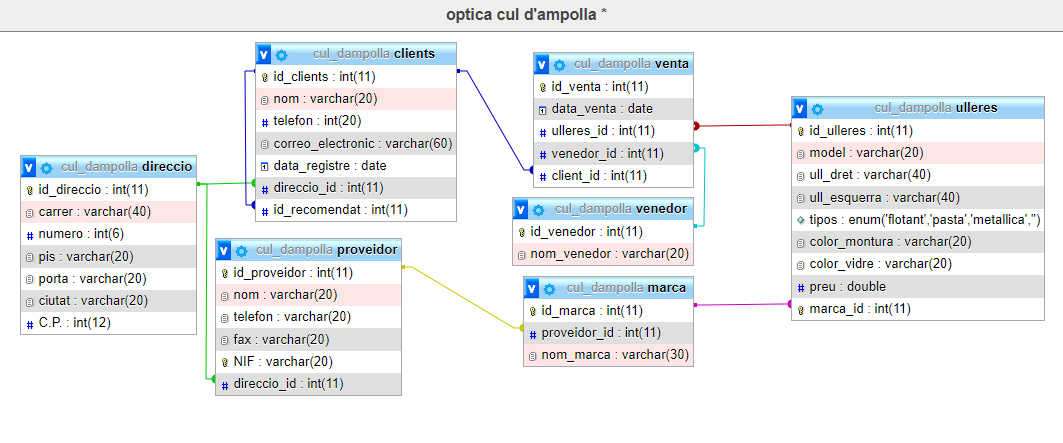 optica cul d'ampolla *
v cul_dampolla clients
id_clients : int(11)
nom : varchar(20)
telefon : int(20)
correo_electronic : varchar(60)
data_registre : date
direccio_id : int(11)
id_recomendat : int(11)
v cul_dampolla venta
id_venta : int(11)
data_venta : date
ulleres_id : int(11)
venedor_id : int(11)
client_id : int(11)
v cul_dampolla ulleres
id_ulleres : int(11)
model : varchar(20)
ull_dret : varchar(40)
ull_esquerra : varchar(40)
tipos : enum('flotant','pasta','metallica','')
color_montura : varchar(20)
color_vidre : varchar(20)
preu : double
marca_id : int(11)
v cul_dampolla direccio
id_direccio : int(11)
carrer : varchar(40)
numero : int(6)
pis : varchar(20)
porta : varchar(20)
ciutat : varchar(20)
C.P. : int(12)
v cul_dampolla venedor
id_venedor : int(11)
nom_venedor : varchar(20)
v cul_dampolla proveidor
id_proveidor : int(11)
nom : varchar(20)
telefon : varchar(20)
fax : varchar(20)
NIF : varchar(20)
direccio_id : int(11)
v cul_dampolla marca
id_marca : int(11)
proveidor_id : int(11)
nom_marca : varchar(30)